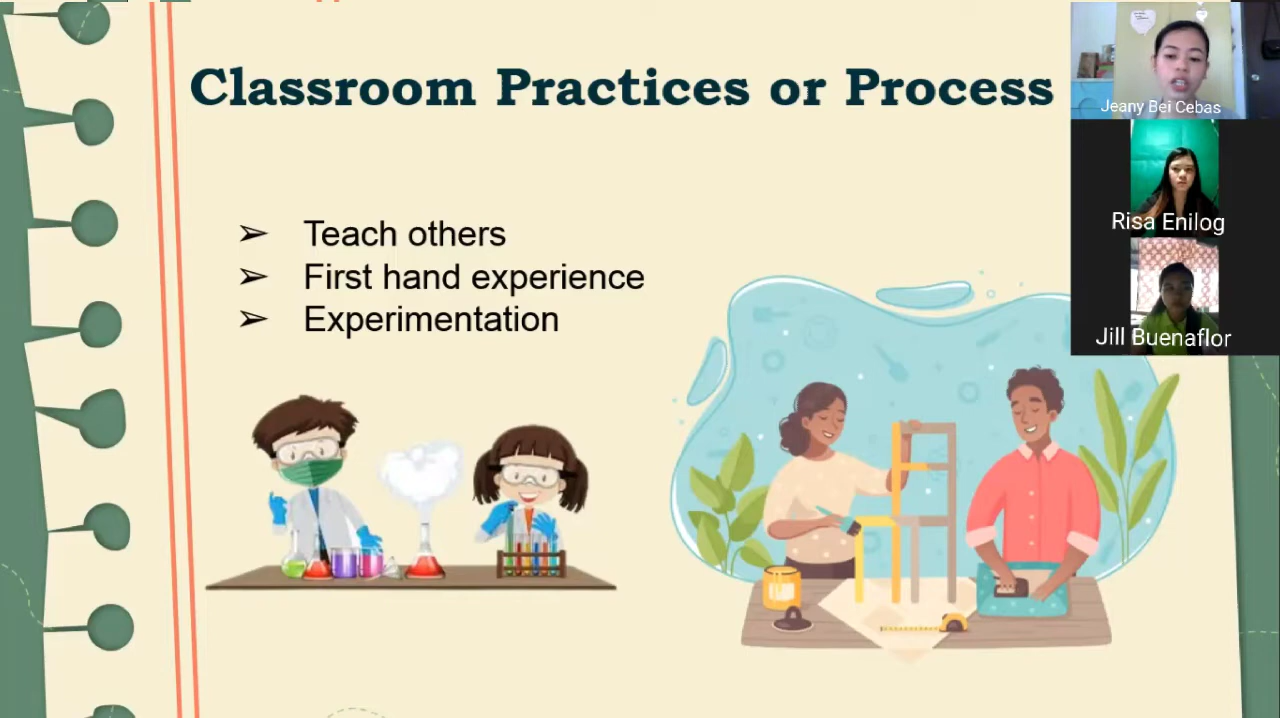 Classroom Practices or Process
➢ Teach others
➢ First hand experience
➢ Experimentation
Jeany Bei Cebas
Risa Enilog
Jill Buenaflor